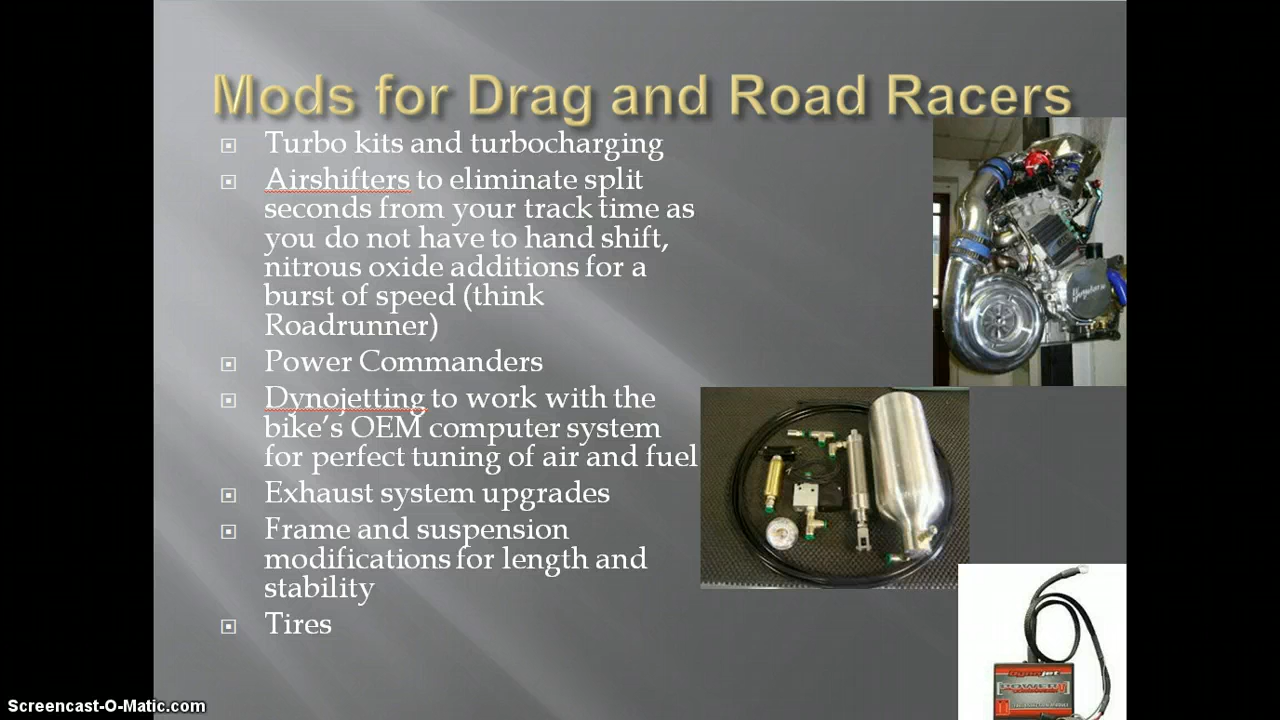 Mods for Drag and Road Racers
Turbo kits and turbocharging
Airshifters to eliminate split
seconds from your track time as
you do not have to hand shift,
nitrous oxide additions for a
burst of speed (think
Roadrunner)
Power Commanders
Dynojetting to work with the
bike's OEM computer system
for perfect tuning of air and fuel
Exhaust system upgrades
Frame and suspension
modifications for length and
stability
Tires
dynojet
POWER
Screencast-O-Matic.com